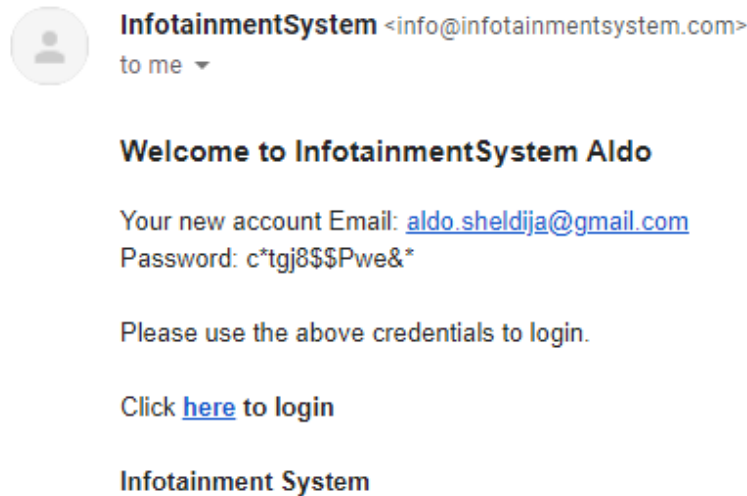 InfotainmentSystem <info@infotainmentsystem.com>
to me
Welcome to InfotainmentSystem Aldo
Your new account Email: aldo.sheldija@gmail.com
Password: c*tgj8$$Pwe&*
Please use the above credentials to login.
Click here to login
Infotainment System